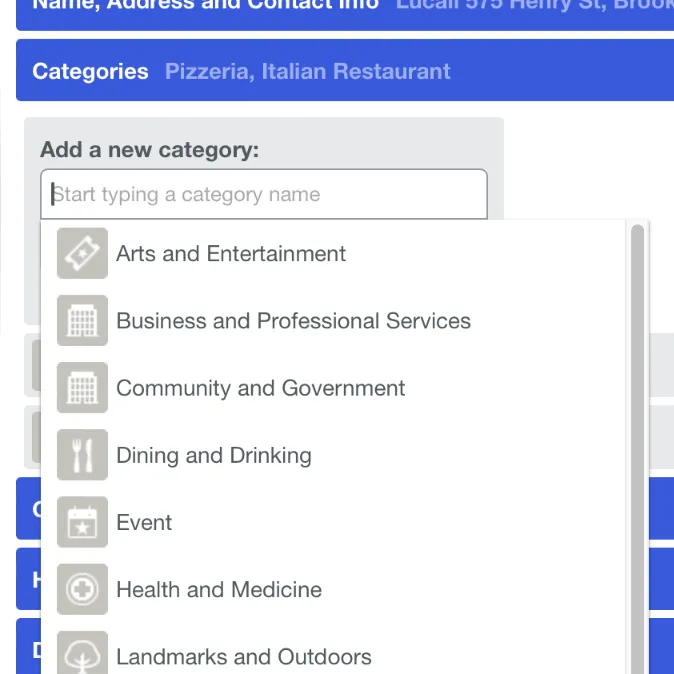 Name, Address and Contact Info Lucali 575 Henry St, Brook
Categories Pizzeria, Italian Restaurant
Add a new category:
Start typing a category name
Arts and Entertainment
Business and Professional Services
Community and Government
Dining and Drinking
Event
Health and Medicine
Landmarks and Outdoors